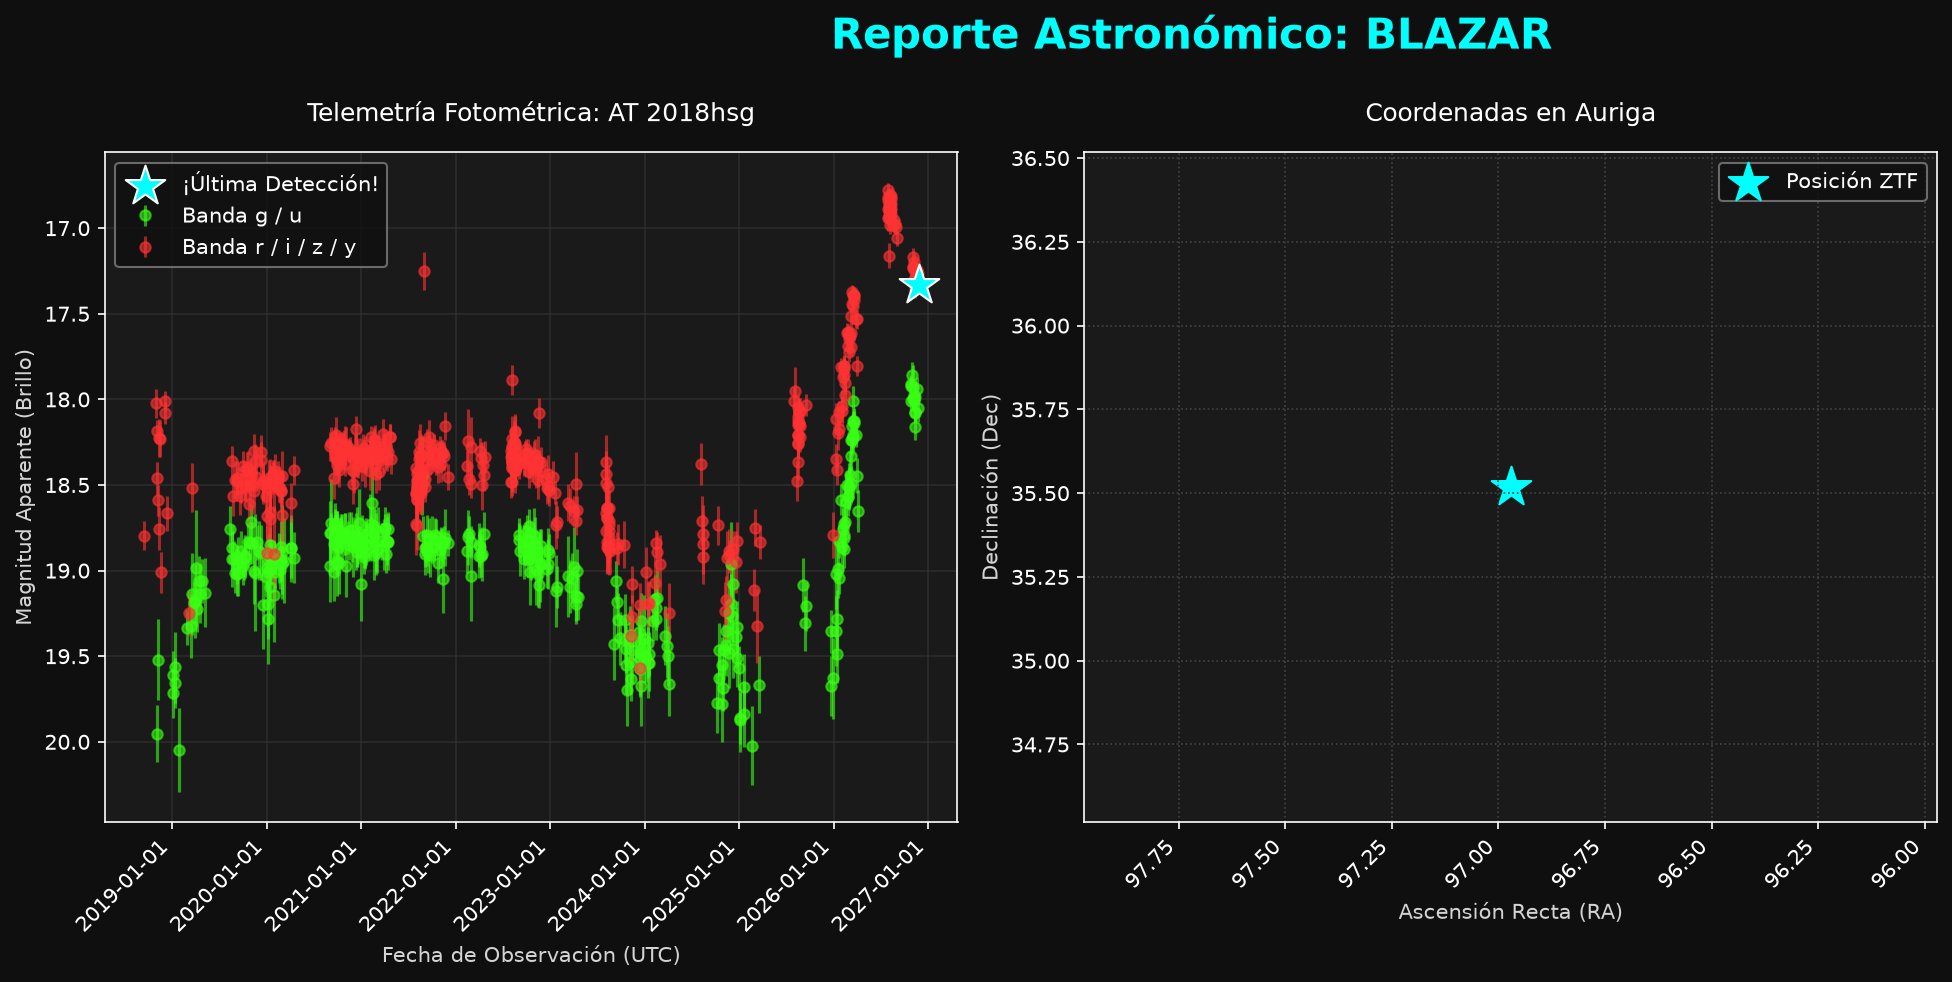 Reporte Astronómico: BLAZAR
Telemetría Fotométrica: AT 2018hsg
¡Última Detección!
Banda g / u
Banda r / i / z / y
Magnitud Aparente (Brillo)
17.0
17.5
18.0
18.5
19.0
19.5
20.0
2019-01-01
2020-01-01
2021-01-01
2022-01-01
2023-01-01
2024-01-01
2025-01-01
2026-01-01
2027-01-01
Fecha de Observación (UTC)
Coordenadas en Auriga
Posición ZTF
Declinación (Dec)
36.50
36.25
36.00
35.75
35.50
35.25
35.00
34.75
97.75
97.50
97.25
97.00
96.75
96.50
96.25
96.00
Ascensión Recta (RA)